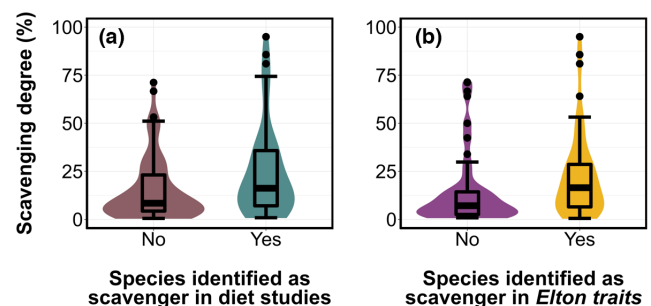 Scavenging degree (%)
100
75
50
25
0
(a)
No Yes
Species identified as
scavenger in diet studies
100
75
50
25
0
(b)
No Yes
Species identified as
scavenger in Elton traits